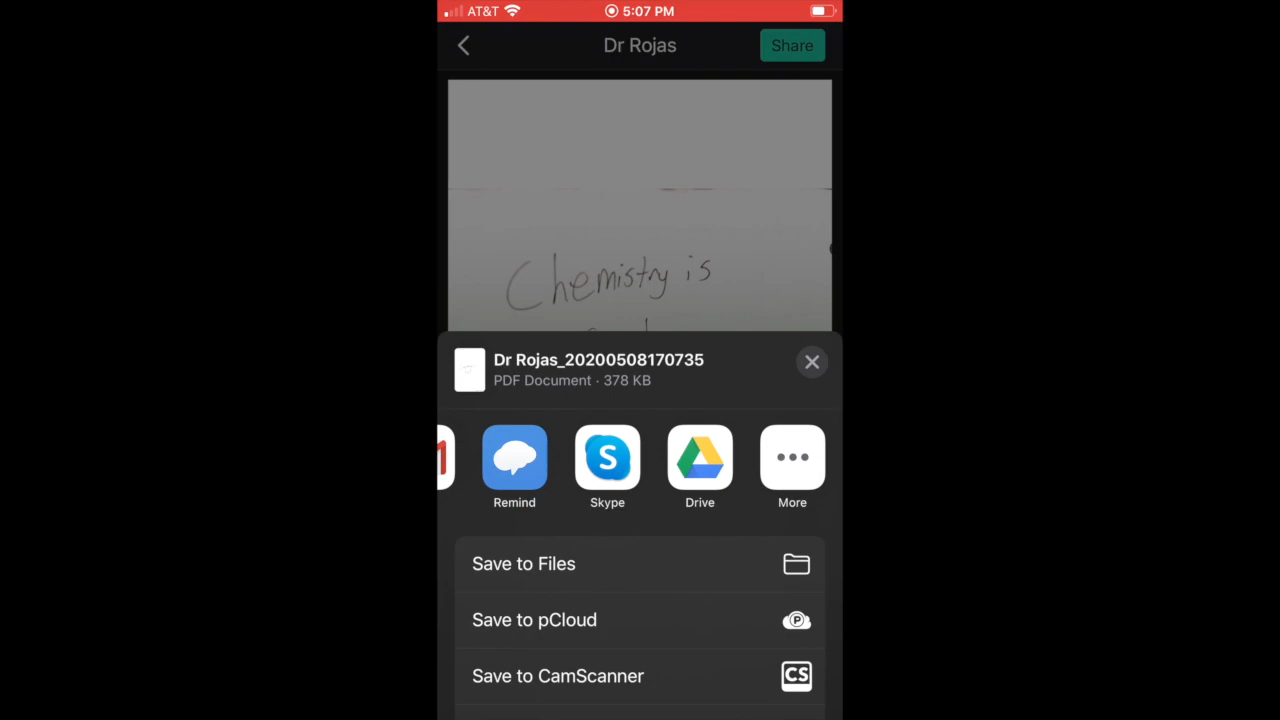 AT&T 5:07 PM
Dr Rojas Share
Chemistry is
Dr Rojas_20200508170735
PDF Document · 378 KB
S
Remind Skype Drive More
Save to Files
Save to pCloud P
Save to CamScanner CS